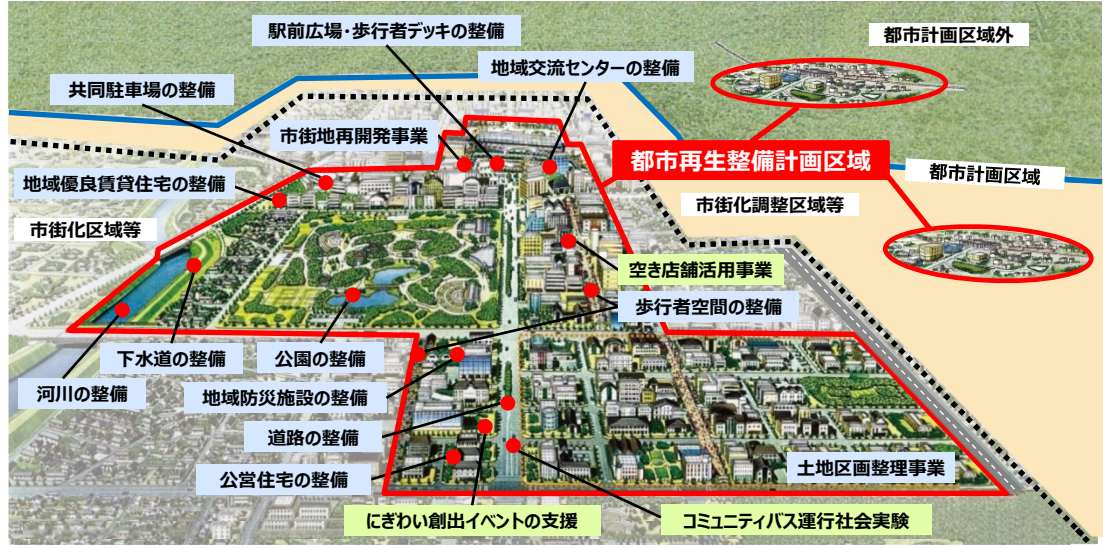 駅前広場・歩行者デッキの整備
都市計画区域外
地域交流センターの整備
共同駐車場の整備
市街地再開発事業
都市再生整備計画区域
都市計画区域
地域優良賃貸住宅の整備
市街化調整区域等
市街化区域等
空き店舗活用事業
歩行者空間の整備
下水道の整備
公園の整備
河川の整備
地域防災施設の整備
道路の整備
公営住宅の整備
土地区画整理事業
にぎわい創出イベントの支援
コミュニティバス運行社会実験